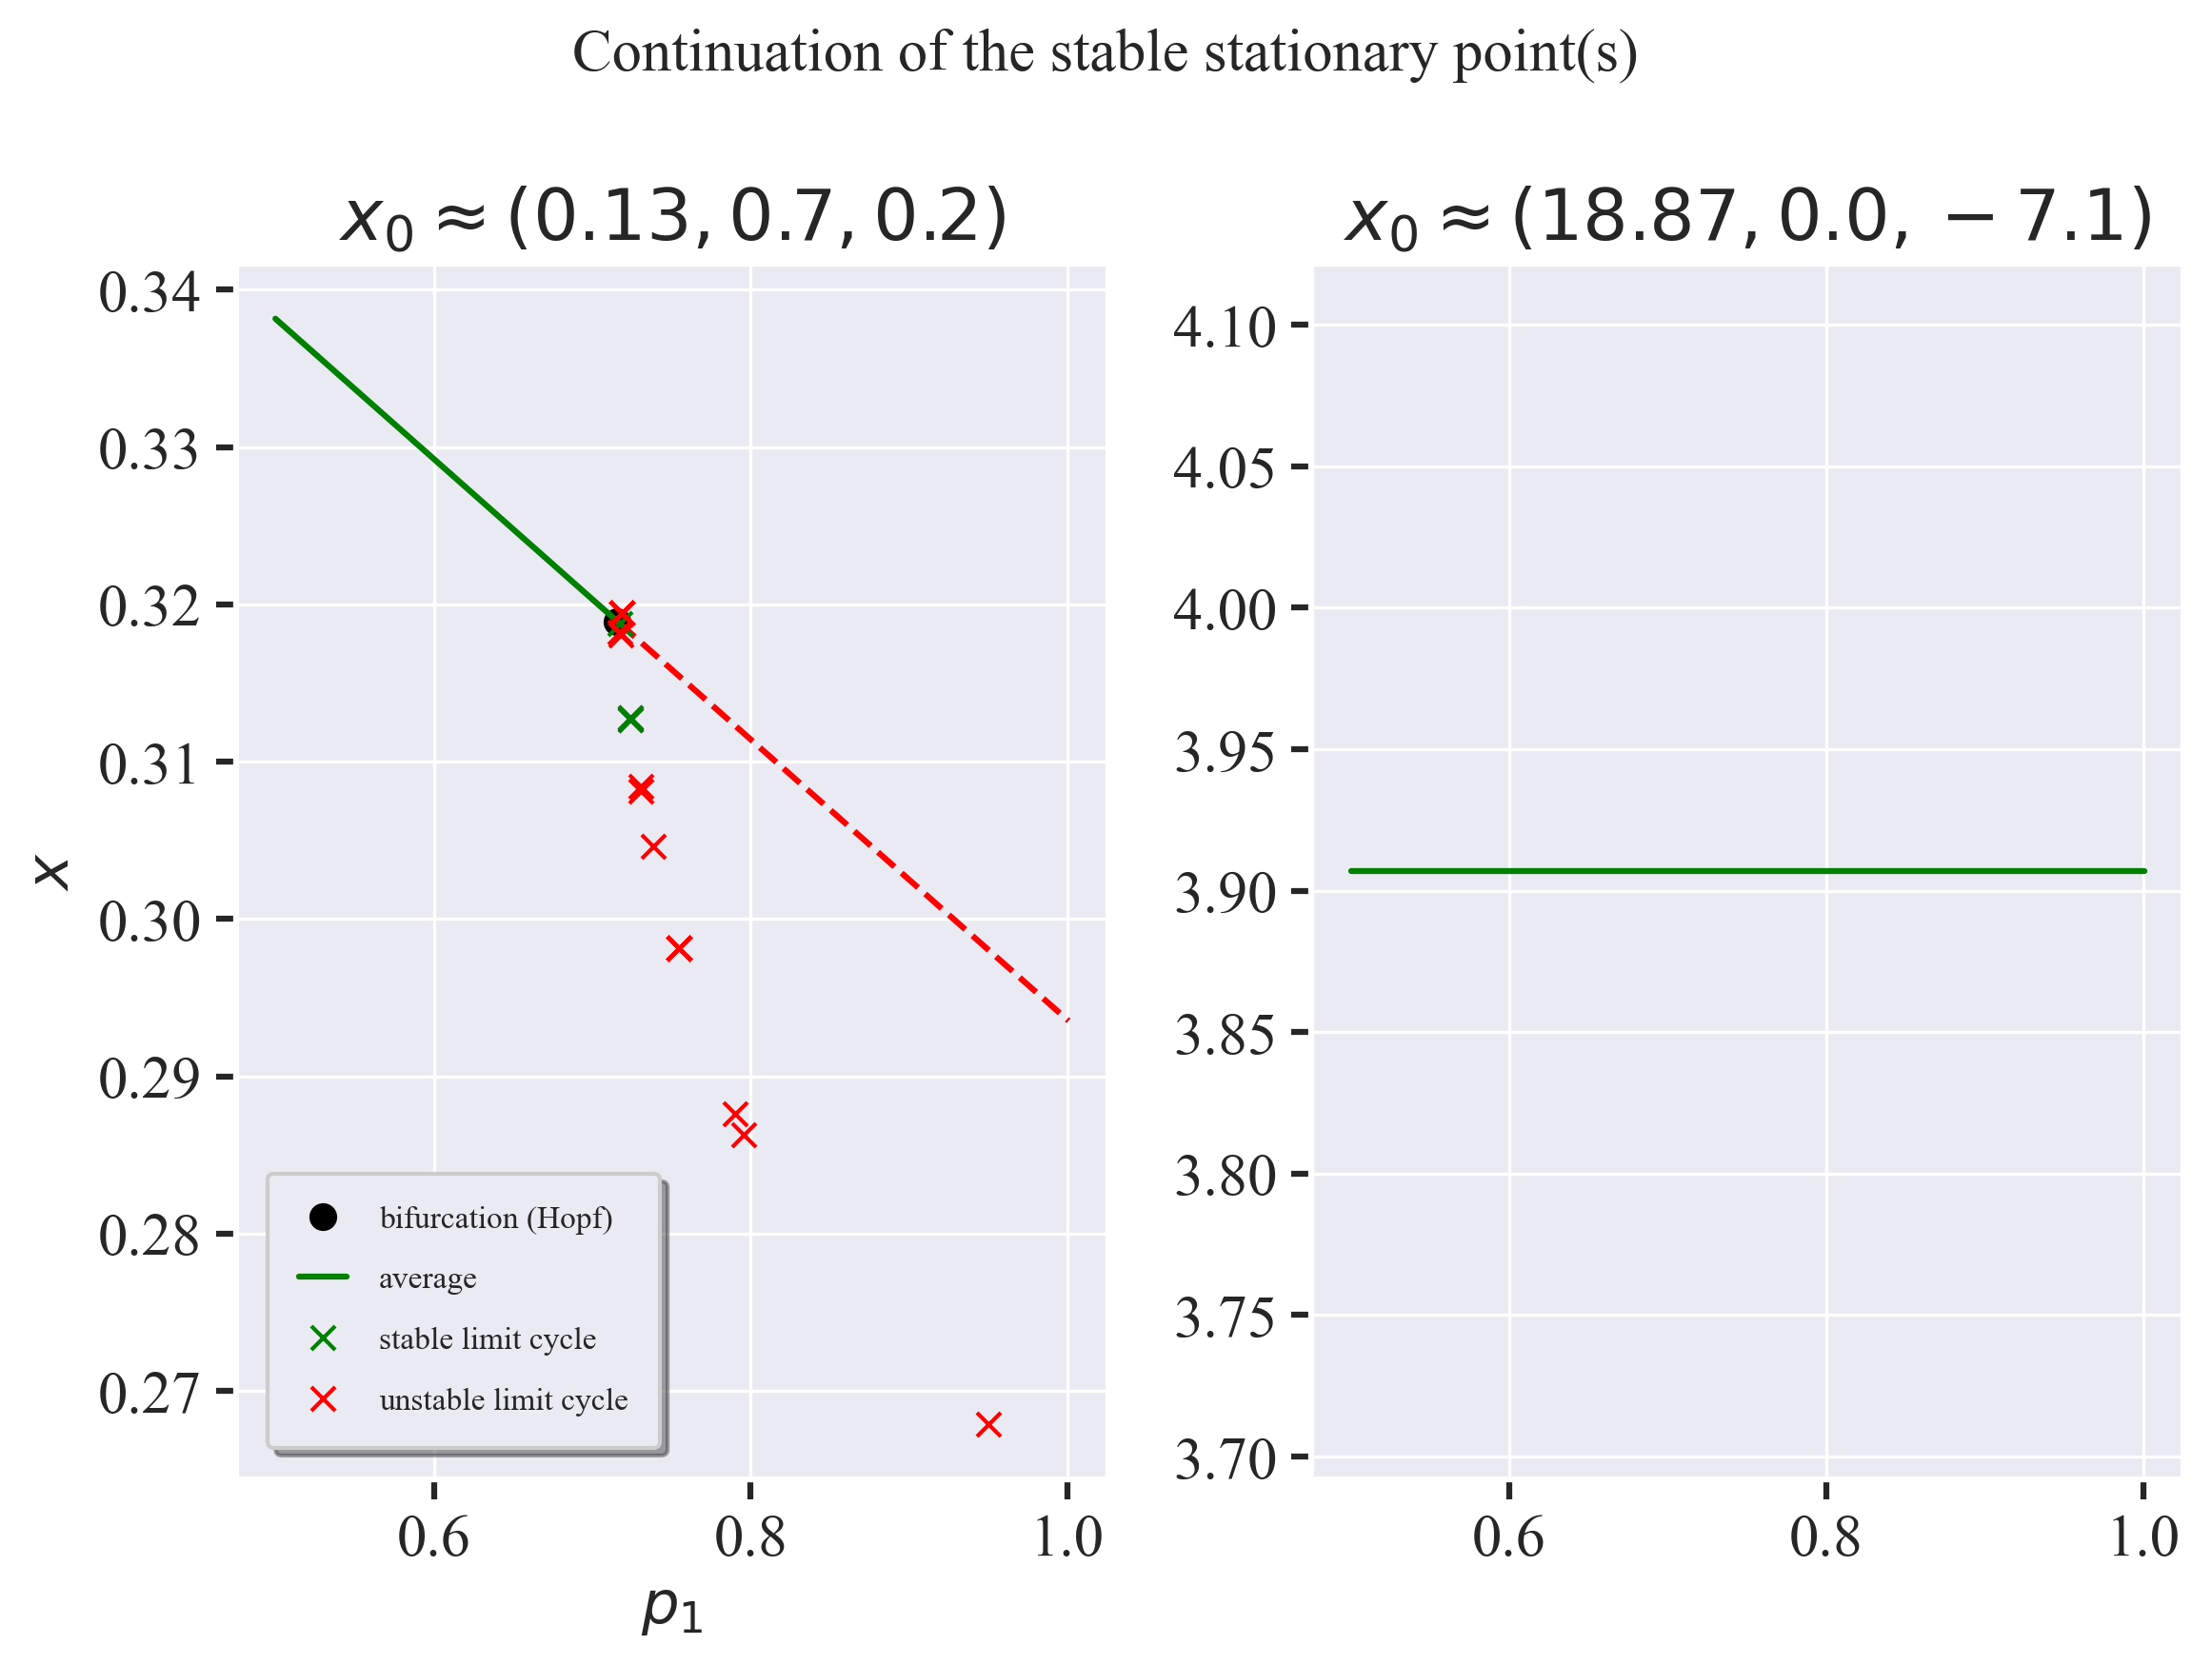 Continuation of the stable stationary point(s)
x₀ ≈ (0.13, 0.7, 0.2)
x₀ ≈ (18.87, 0.0, −7.1)
0.34
0.33
0.32
0.31
0.30
0.29
0.28
0.27
x
bifurcation (Hopf)
average
stable limit cycle
unstable limit cycle
0.6 0.8 1.0
p₁
4.10
4.05
4.00
3.95
3.90
3.85
3.80
3.75
3.70
0.6 0.8 1.0